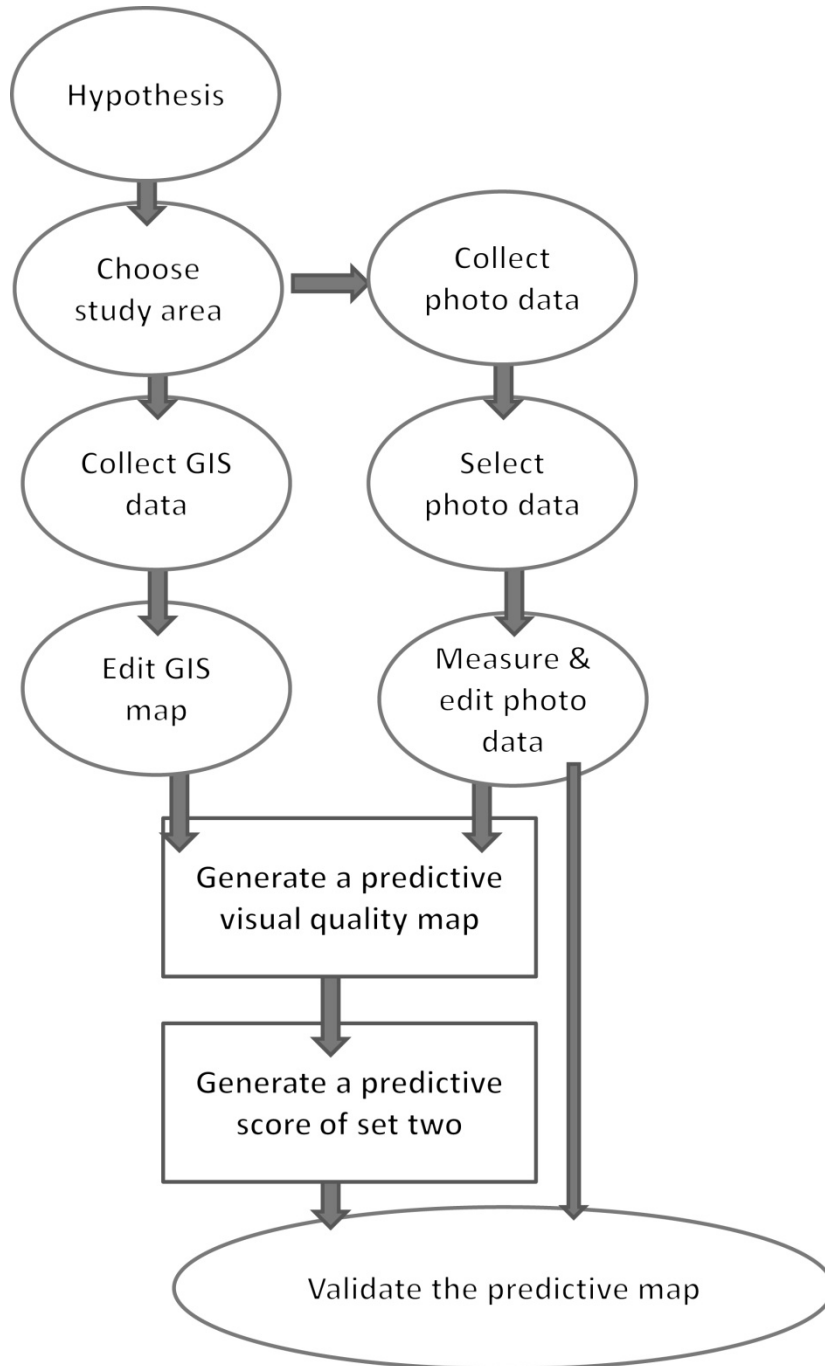 Hypothesis
Choose
study area
Collect
photo data
Collect GIS
data
Select
photo data
Edit GIS
map
Measure &
edit photo
data
Generate a predictive
visual quality map
Generate a predictive
score of set two
Validate the predictive map